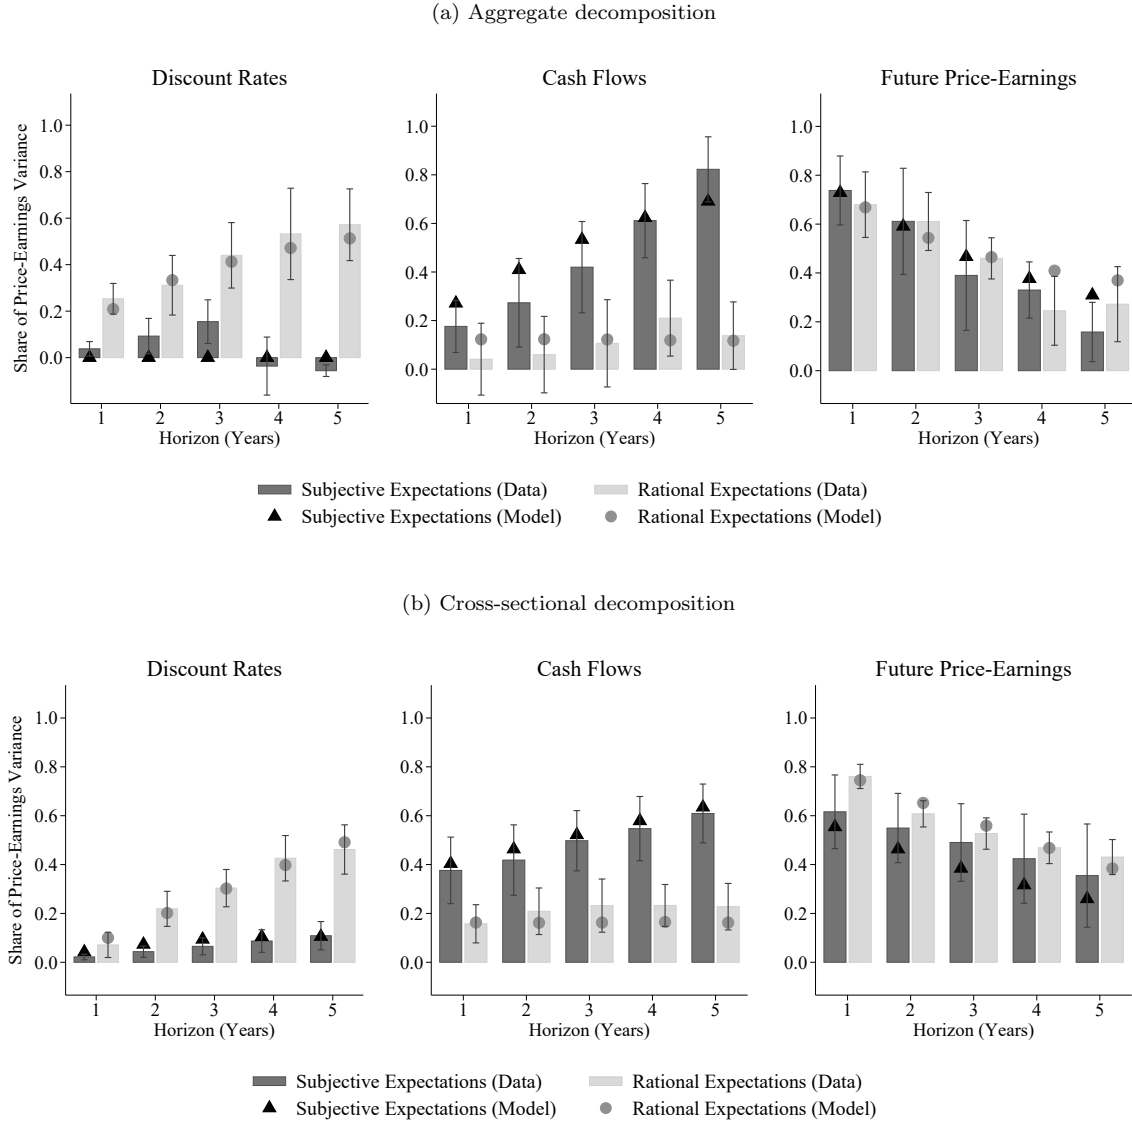 (a) Aggregate decomposition
Discount Rates
Cash Flows
Future Price-Earnings
Share of Price-Earnings Variance
1.0
0.8
0.6
0.4
0.2
0.0
1 2 3 4 5
Horizon (Years)
1.0
0.8
0.6
0.4
0.2
0.0
1 2 3 4 5
Horizon (Years)
1.0
0.8
0.6
0.4
0.2
0.0
1 2 3 4 5
Horizon (Years)
Subjective Expectations (Data)
Rational Expectations (Data)
Subjective Expectations (Model)
Rational Expectations (Model)
(b) Cross-sectional decomposition
Discount Rates
Cash Flows
Future Price-Earnings
Share of Price-Earnings Variance
1.0
0.8
0.6
0.4
0.2
0.0
1 2 3 4 5
Horizon (Years)
1.0
0.8
0.6
0.4
0.2
0.0
1 2 3 4 5
Horizon (Years)
1.0
0.8
0.6
0.4
0.2
0.0
1 2 3 4 5
Horizon (Years)
Subjective Expectations (Data)
Rational Expectations (Data)
Subjective Expectations (Model)
Rational Expectations (Model)